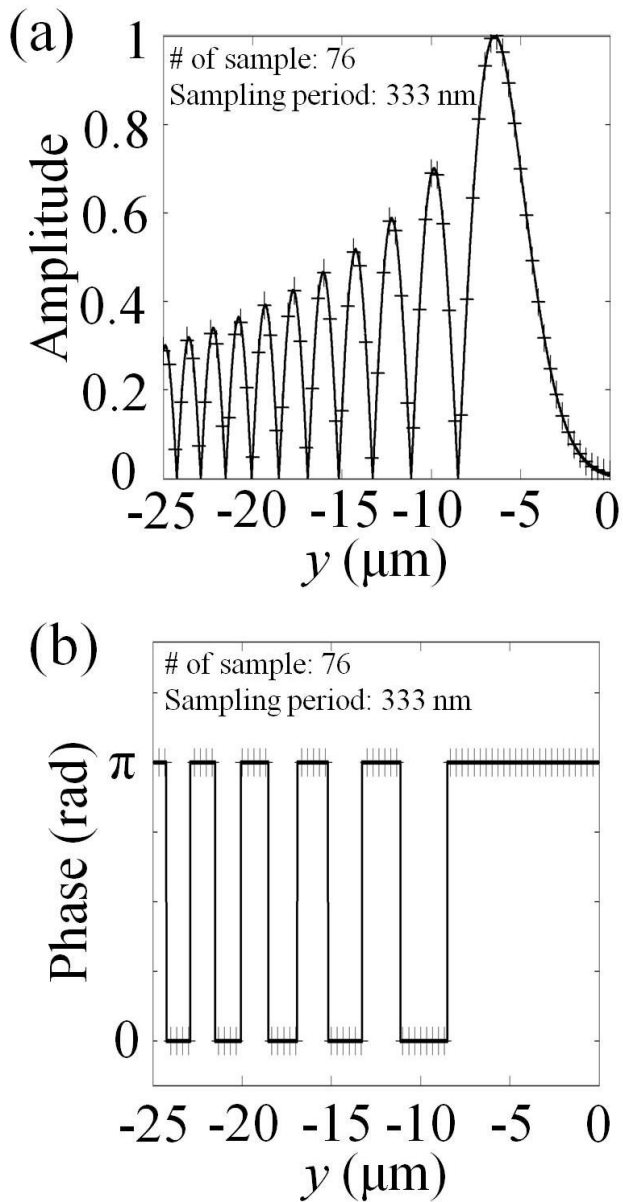 (a)
# of sample: 76
Sampling period: 333 nm
Amplitude
1
0.8
0.6
0.4
0.2
0
-25 -20 -15 -10 -5 0
y (μm)
(b)
# of sample: 76
Sampling period: 333 nm
Phase (rad)
π
0
-25 -20 -15 -10 -5 0
y (μm)